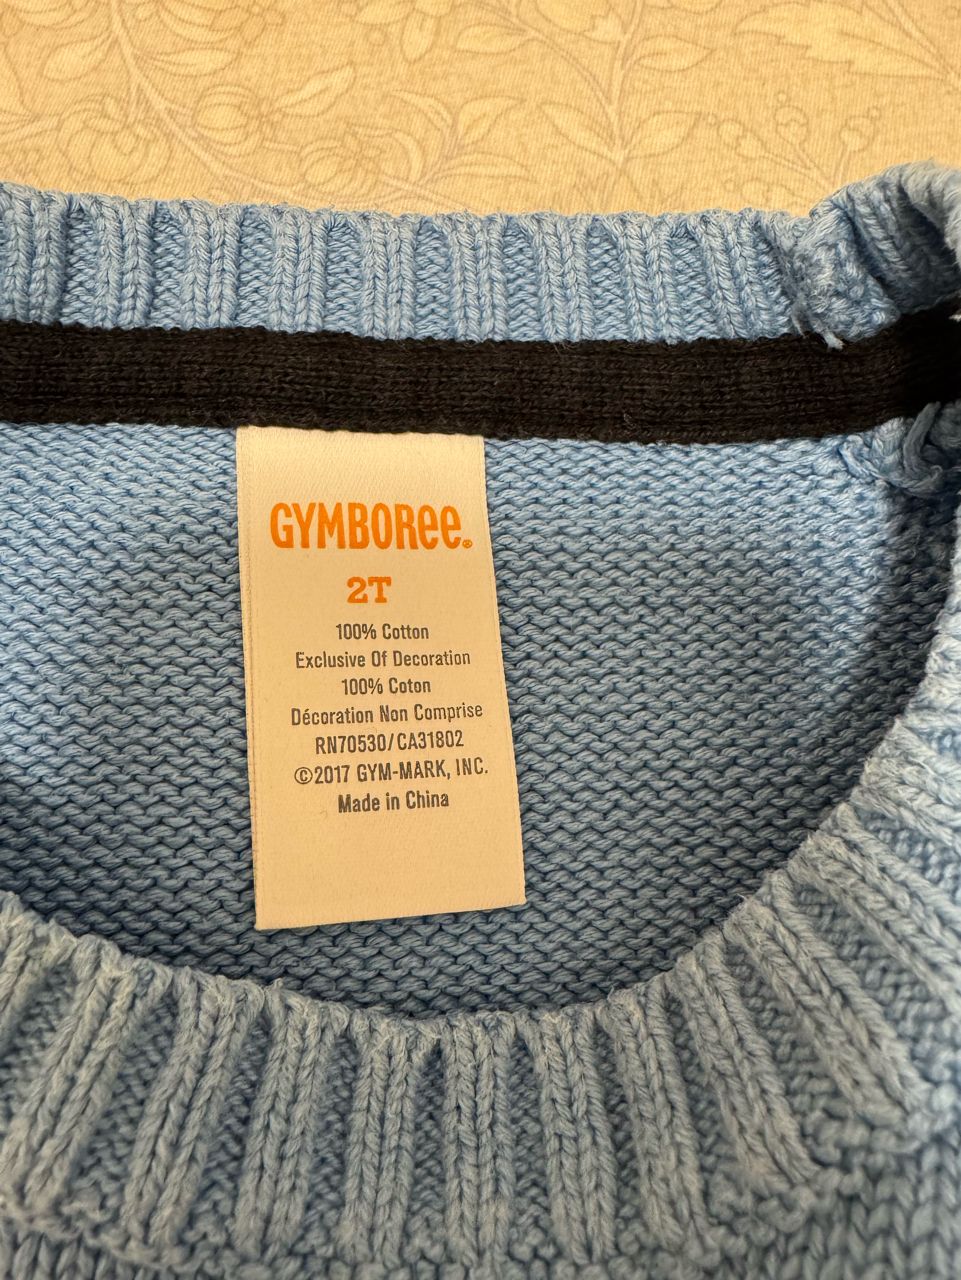 GYMBORee®
2T
100% Cotton
Exclusive Of Decoration
100% Coton
Décoration Non Comprise
RN70530/CA31802
©2017 GYM-MARK, INC.
Made in China